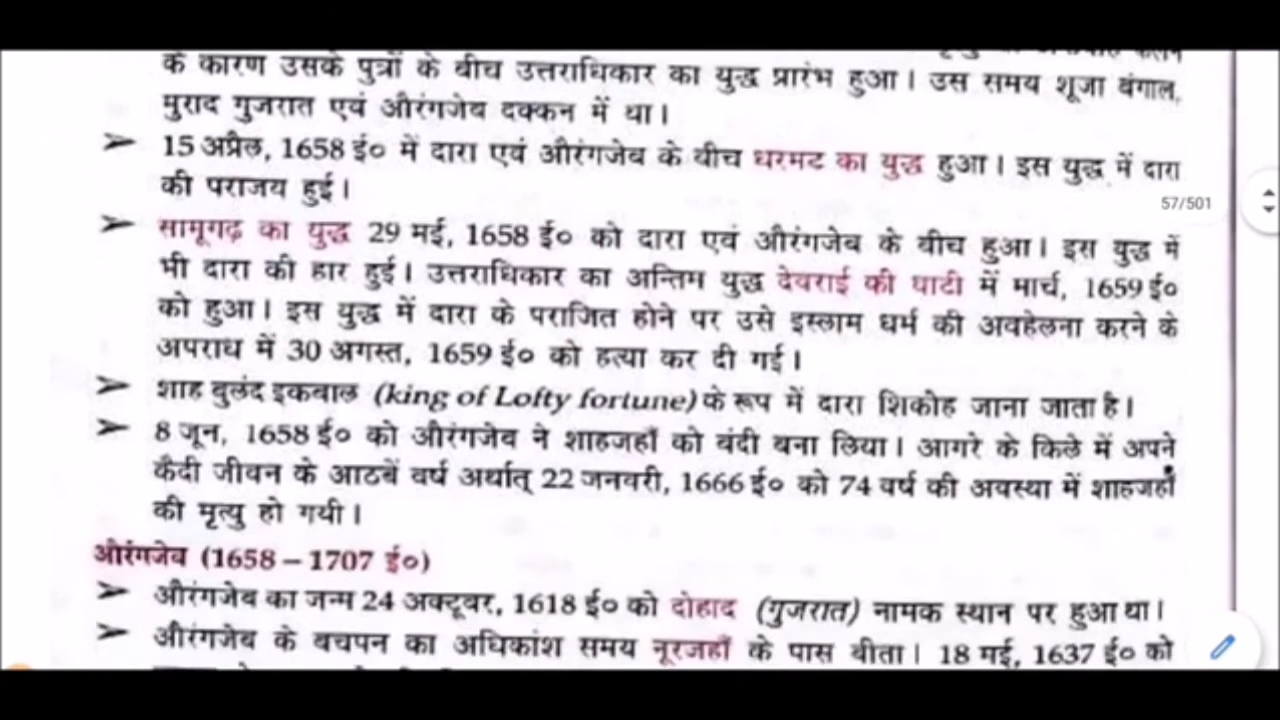 के कारण उसके पुत्रों के बीच उत्तराधिकार का युद्ध प्रारंभ हुआ । उस समय शूजा बंगाल,
मुराद गुजरात एवं औरंगजेब दक्कन में था ।
➢ 15 अप्रैल, 1658 ई० में दारा एवं औरंगजेब के बीच धरमट का युद्ध हुआ । इस युद्ध में दारा
की पराजय हुई ।
57/501
➢ सामूगढ़ का युद्ध 29 मई, 1658 ई० को दारा एवं औरंगजेब के बीच हुआ । इस युद्ध में
भी दारा की हार हुई । उत्तराधिकार का अन्तिम युद्ध देवराई की घाटी में मार्च, 1659 ई०
को हुआ । इस युद्ध में दारा के पराजित होने पर उसे इस्लाम धर्म की अवहेलना करने के
अपराध में 30 अगस्त, 1659 ई० को हत्या कर दी गई ।
➢ शाह बुलंद इकबाल (king of Lofty fortune) के रूप में दारा शिकोह जाना जाता है ।
➢ 8 जून, 1658 ई० को औरंगजेब ने शाहजहाँ को बंदी बना लिया । आगरे के किले में अपने
कैदी जीवन के आठवें वर्ष अर्थात् 22 जनवरी, 1666 ई० को 74 वर्ष की अवस्था में शाहजहाँ
की मृत्यु हो गयी ।
औरंगजेब (1658 – 1707 ई०)
➢ औरंगजेब का जन्म 24 अक्टूबर, 1618 ई० को दोहाद (गुजरात) नामक स्थान पर हुआ था ।
➢ औरंगजेब के बचपन का अधिकांश समय नूरजहाँ के पास बीता । 18 मई, 1637 ई० को